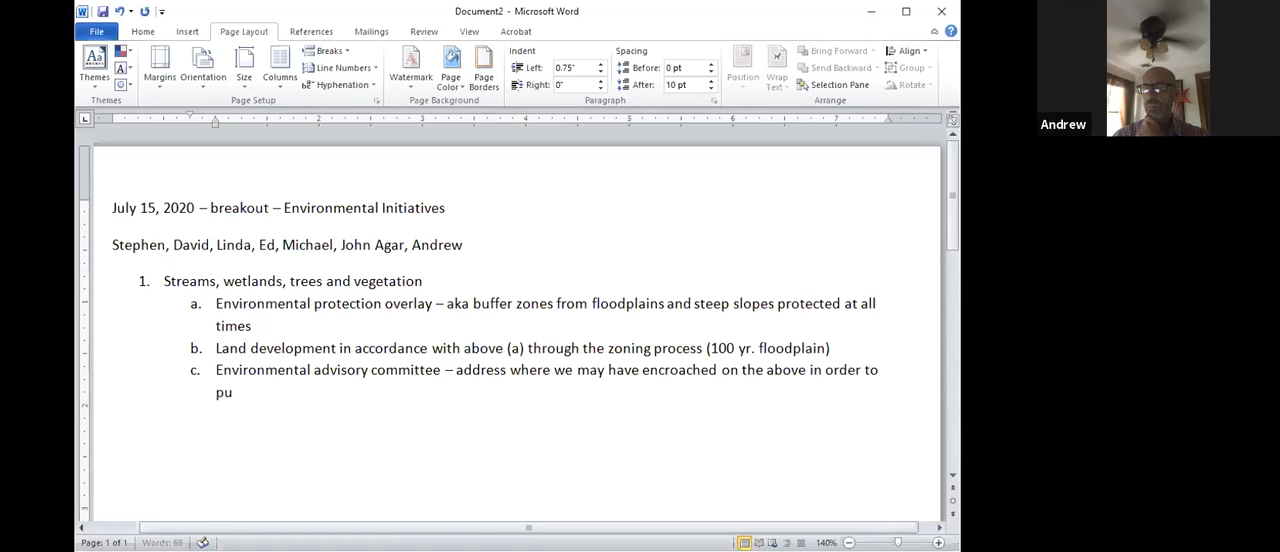 Document2 - Microsoft Word
File Home Insert Page Layout References Mailings Review View Acrobat
Themes
Margins Orientation Size Columns
Breaks
Line Numbers
Hyphenation
Watermark Page Color Page Borders
Indent
Left: 0.75"
Right: 0"
Spacing
Before: 0 pt
After: 10 pt
Position Wrap Text
Bring Forward
Send Backward
Selection Pane
Align
Group
Rotate
Themes Page Setup Page Background Paragraph Arrange
2 3 4 5 6 7
July 15, 2020 – breakout – Environmental Initiatives
Stephen, David, Linda, Ed, Michael, John Agar, Andrew
1. Streams, wetlands, trees and vegetation
a. Environmental protection overlay – aka buffer zones from floodplains and steep slopes protected at all
times
b. Land development in accordance with above (a) through the zoning process (100 yr. floodplain)
c. Environmental advisory committee – address where we may have encroached on the above in order to
pu
Page: 1 of 1 Words: 68 140%
Andrew